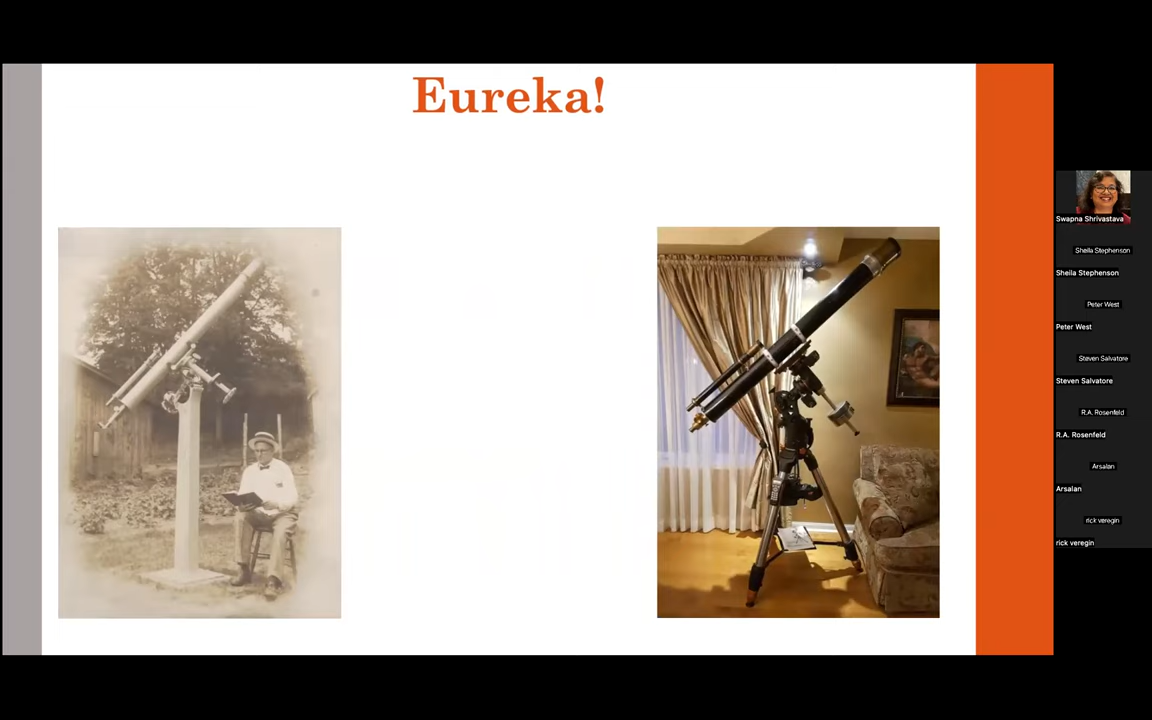 Eureka!
Swapna Shrivastava
Sheila Stephenson
Sheila Stephenson
Peter West
Peter West
Steven Salvatore
Steven Salvatore
R.A. Rosenfeld
R.A. Rosenfeld
Arsalan
Arsalan
rick veregin
rick veregin